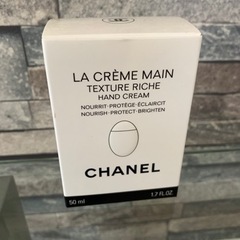 LA CRÈME MAIN
TEXTURE RICHE
HAND CREAM
NOURRIT·PROTÈGE·ÉCLAIRCIT
NOURISH·PROTECT·BRIGHTEN
CHANEL
50 ml 1.7 FL.OZ.